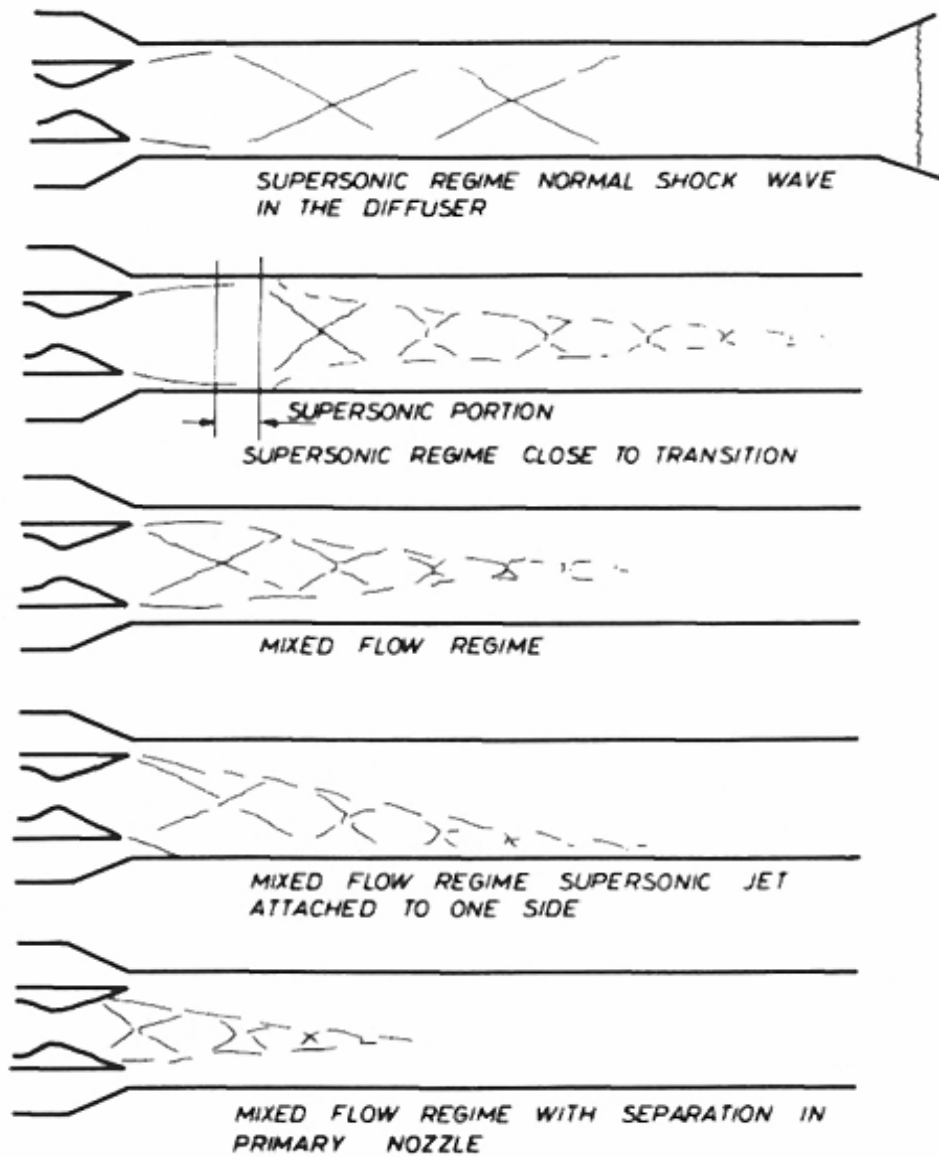 SUPERSONIC REGIME NORMAL SHOCK WAVE
IN THE DIFFUSER
SUPERSONIC PORTION
SUPERSONIC REGIME CLOSE TO TRANSITION
MIXED FLOW REGIME
MIXED FLOW REGIME SUPERSONIC JET
ATTACHED TO ONE SIDE
MIXED FLOW REGIME WITH SEPARATION IN
PRIMARY NOZZLE